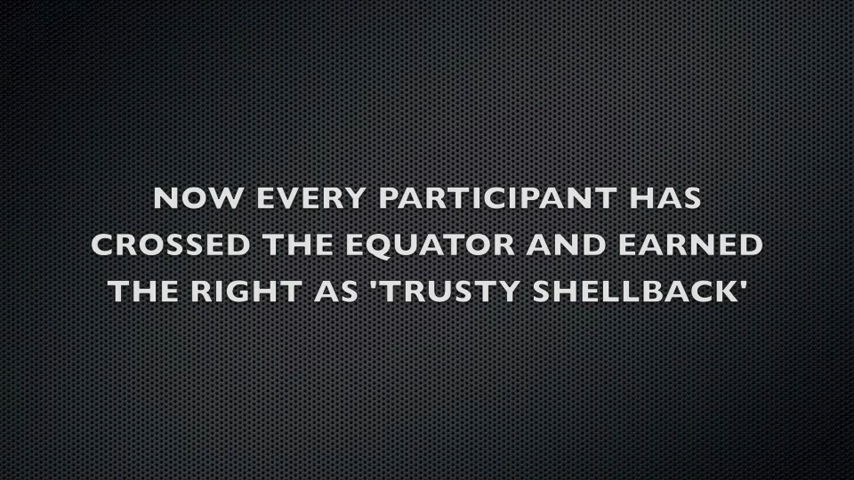 NOW EVERY PARTICIPANT HAS
CROSSED THE EQUATOR AND EARNED
THE RIGHT AS 'TRUSTY SHELLBACK'